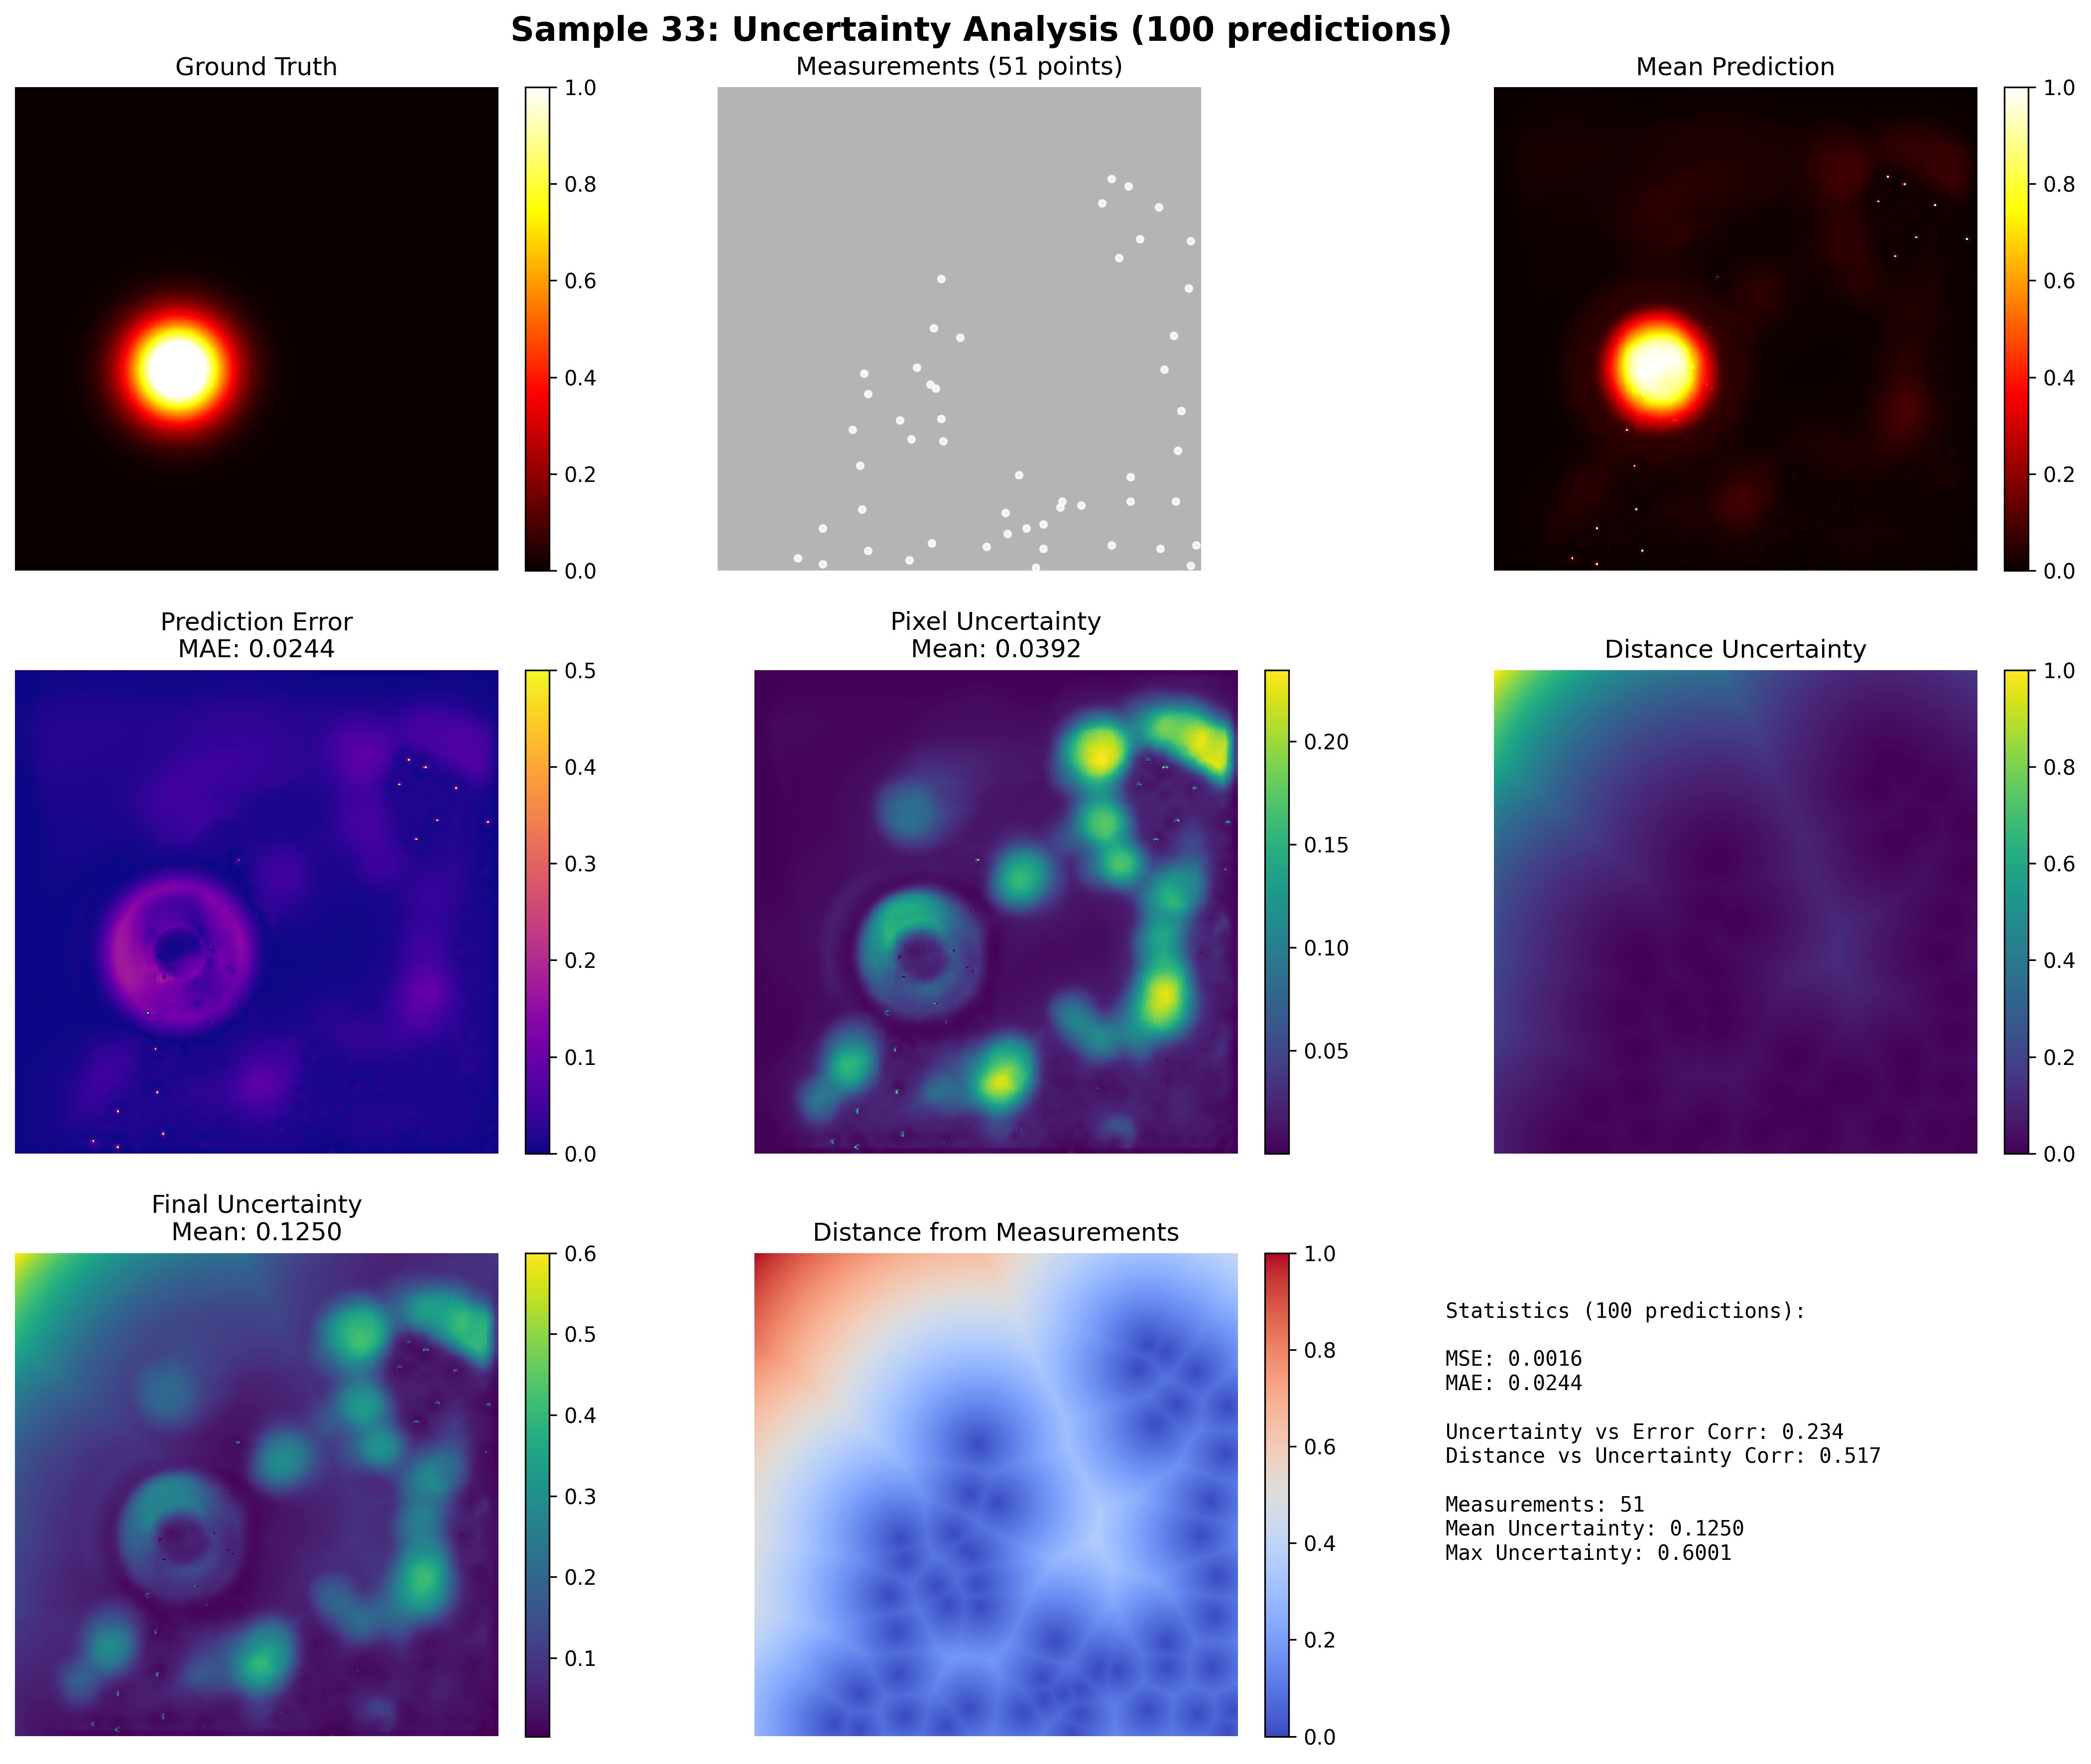 Sample 33: Uncertainty Analysis (100 predictions)
Ground Truth
1.0
0.8
0.6
0.4
0.2
0.0
Measurements (51 points)
Mean Prediction
1.0
0.8
0.6
0.4
0.2
0.0
Prediction Error
MAE: 0.0244
0.5
0.4
0.3
0.2
0.1
0.0
Pixel Uncertainty
Mean: 0.0392
0.20
0.15
0.10
0.05
Distance Uncertainty
1.0
0.8
0.6
0.4
0.2
0.0
Final Uncertainty
Mean: 0.1250
0.6
0.5
0.4
0.3
0.2
0.1
Distance from Measurements
1.0
0.8
0.6
0.4
0.2
0.0
Statistics (100 predictions):
MSE: 0.0016
MAE: 0.0244
Uncertainty vs Error Corr: 0.234
Distance vs Uncertainty Corr: 0.517
Measurements: 51
Mean Uncertainty: 0.1250
Max Uncertainty: 0.6001